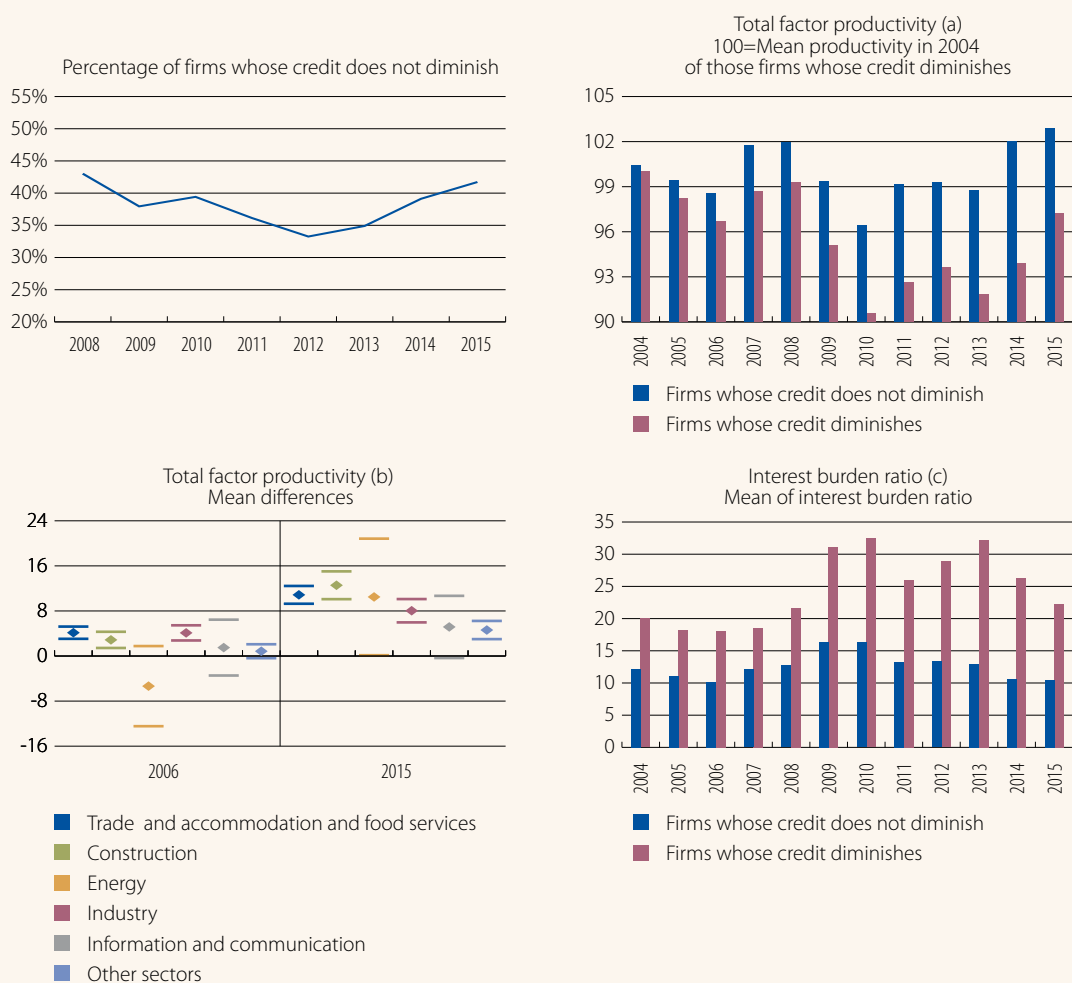 Percentage of firms whose credit does not diminish
55%
50%
45%
40%
35%
30%
25%
20%
2008 2009 2010 2011 2012 2013 2014 2015
Total factor productivity (a)
100=Mean productivity in 2004
of those firms whose credit diminishes
105
102
99
96
93
90
2004 2005 2006 2007 2008 2009 2010 2011 2012 2013 2014 2015
Firms whose credit does not diminish
Firms whose credit diminishes
Total factor productivity (b)
Mean differences
24
16
8
0
-8
-16
2006 2015
Trade and accommodation and food services
Construction
Energy
Industry
Information and communication
Other sectors
Interest burden ratio (c)
Mean of interest burden ratio
35
30
25
20
15
10
5
0
2004 2005 2006 2007 2008 2009 2010 2011 2012 2013 2014 2015
Firms whose credit does not diminish
Firms whose credit diminishes